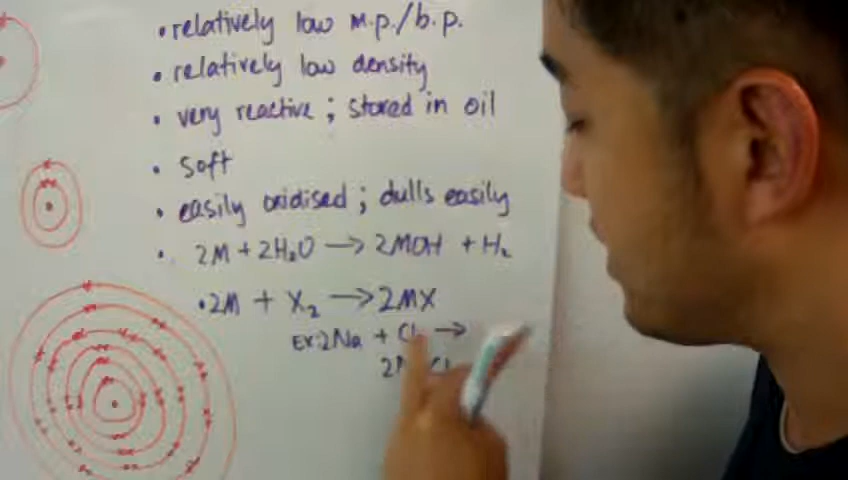 • relatively low m.p./b.p.
• relatively low density
• very reactive ; stored in oil
• soft
• easily oxidised ; dulls easily
• 2M + 2H₂O → 2MOH + H₂
• 2M + X₂ → 2MX
Ex: 2Na + →